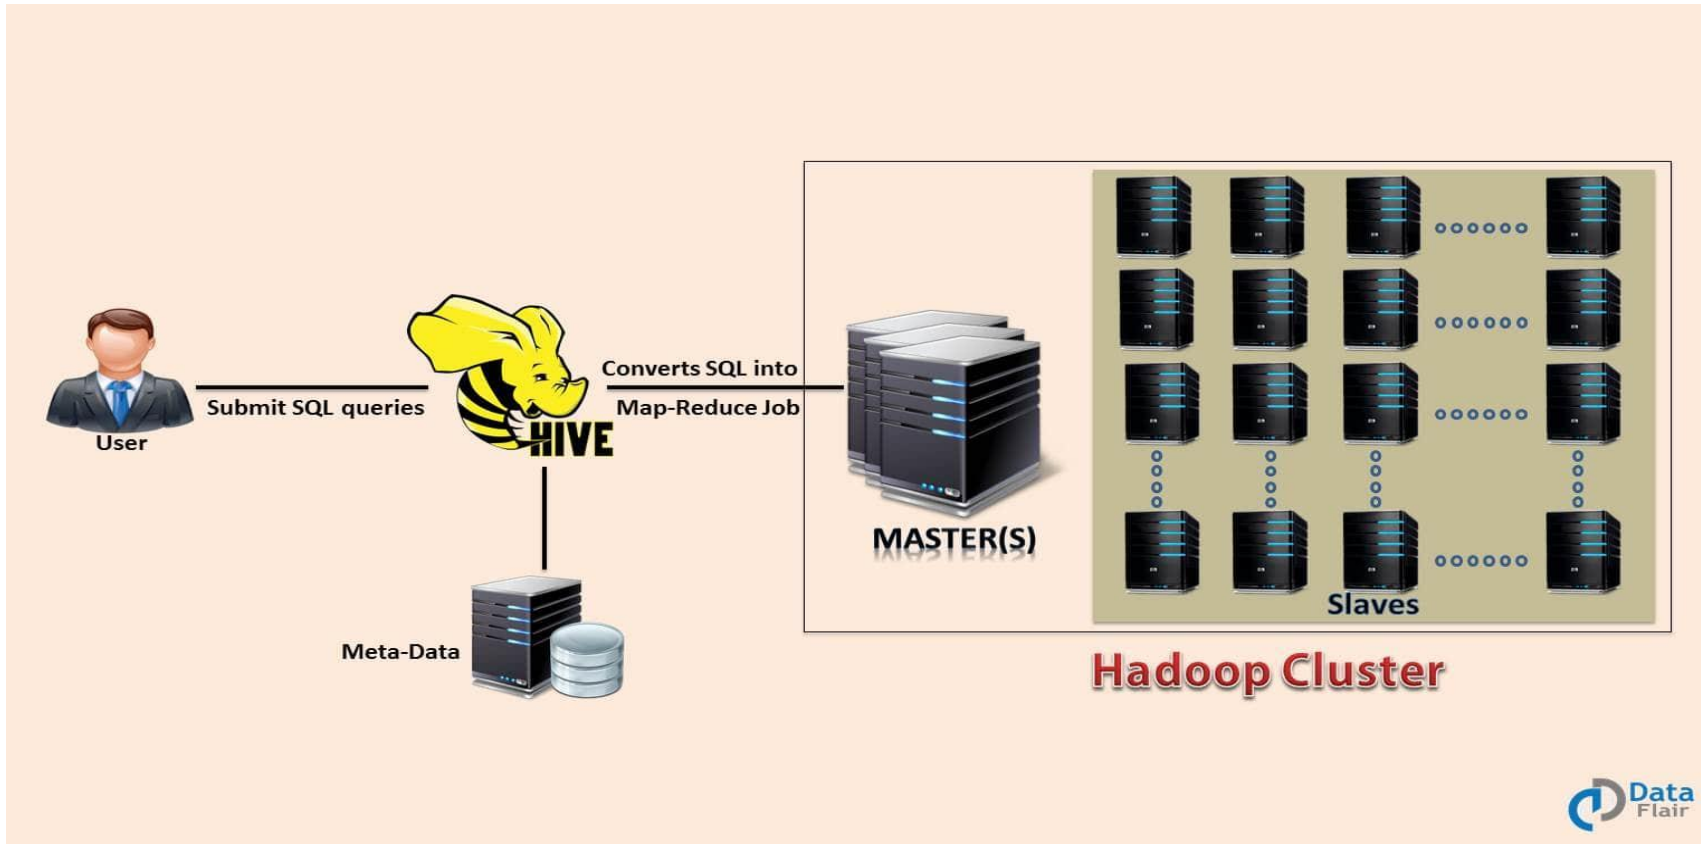 User
Submit SQL queries
HIVE
Converts SQL into
Map-Reduce Job
Meta-Data
MASTER(S)
Slaves
Hadoop Cluster
Data
Flair